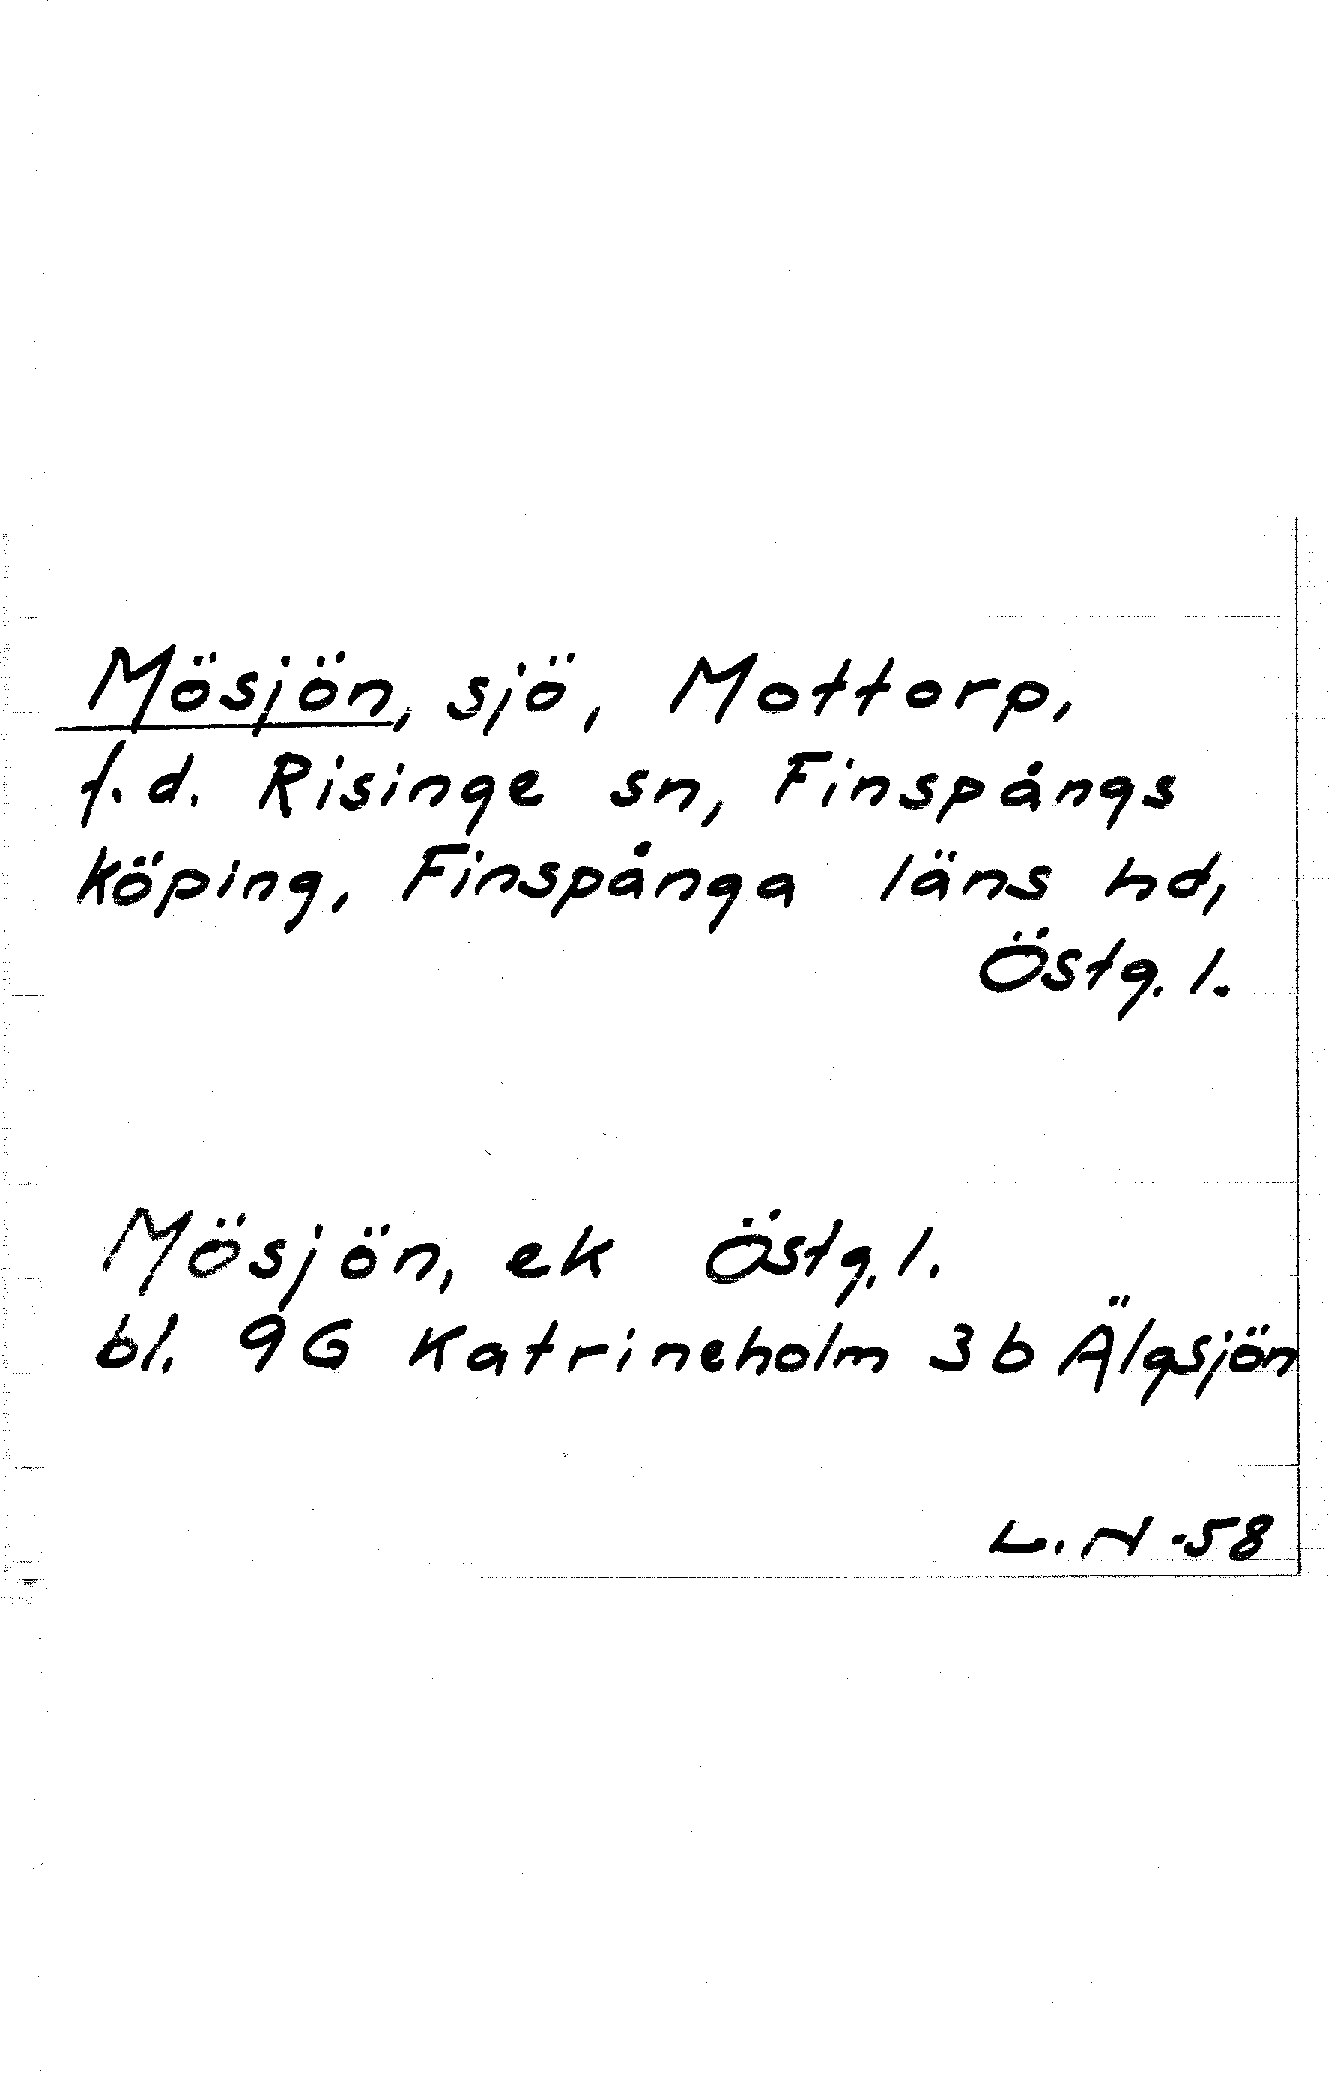 Mösjön, sjö, Mottorp,
f.d. Risinge sn, Finspångs
köping, Finspånga läns hd,
Östg. l.
Mösjön, ek Östg. l.
bl. 9G Katrineholm 3b Älgsjön
L. N -58